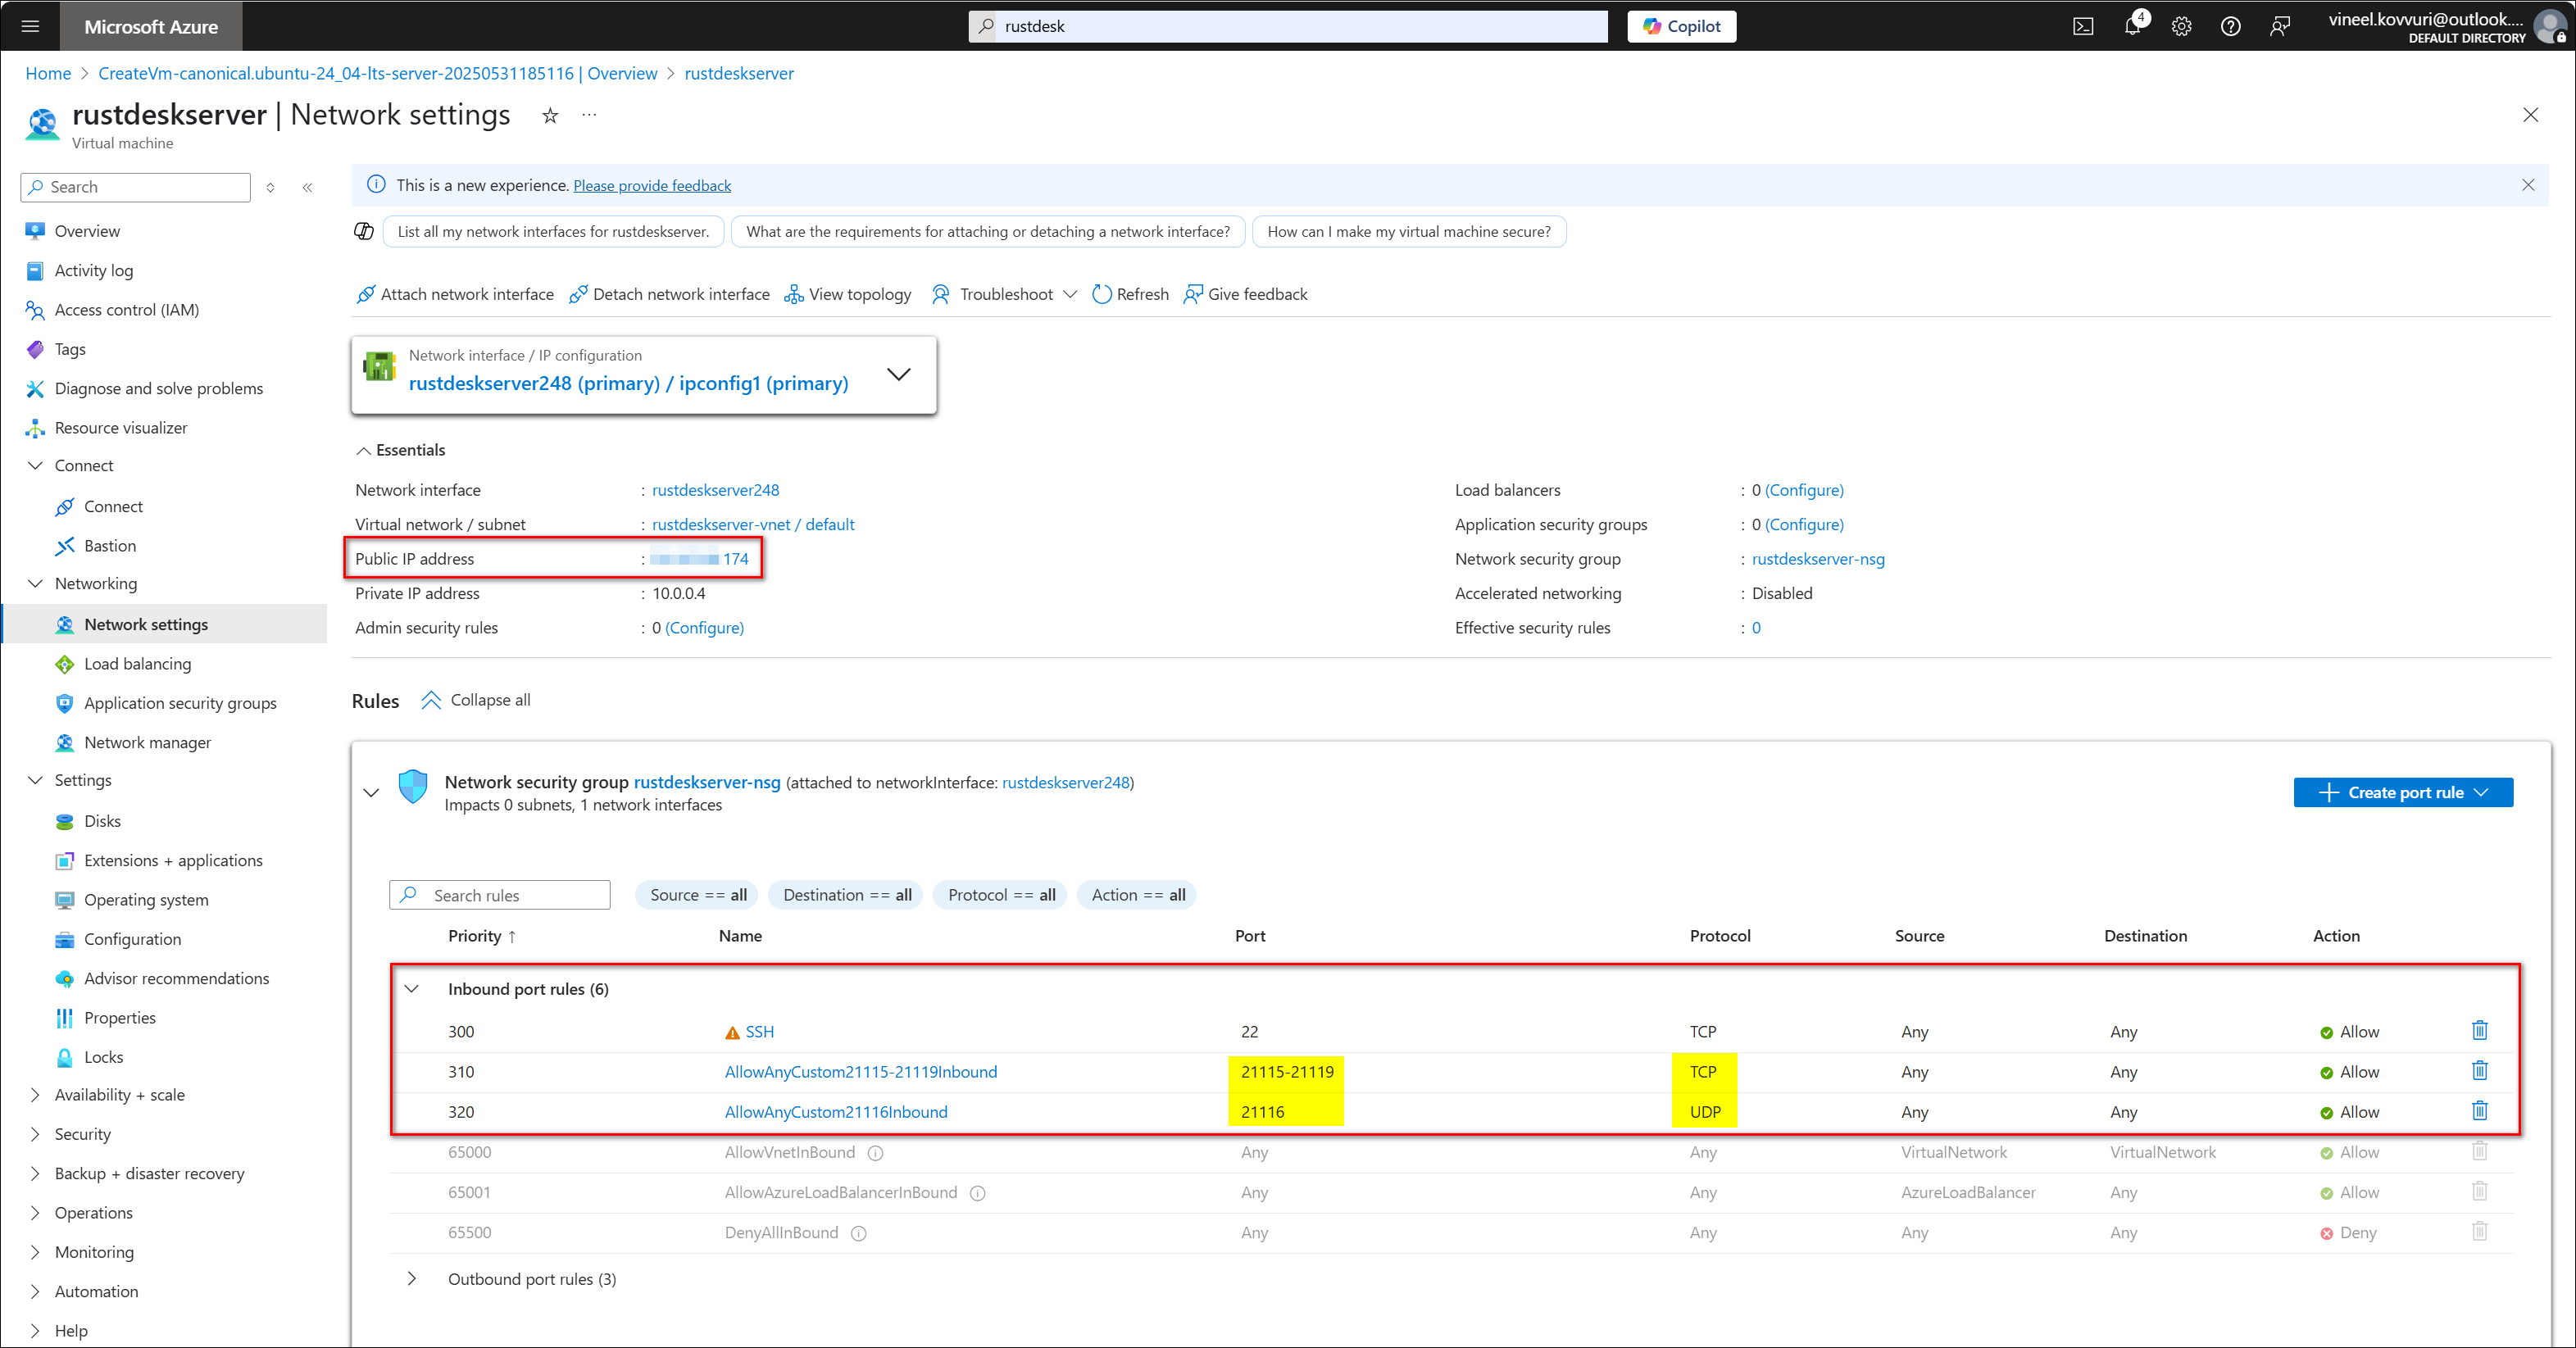 Microsoft Azure
rustdesk
Copilot
4
vineel.kovvuri@outlook....
DEFAULT DIRECTORY
Home > CreateVm-canonical.ubuntu-24_04-lts-server-20250531185116 | Overview > rustdeskserver
rustdeskserver | Network settings ...
Virtual machine
Search
This is a new experience. Please provide feedback
List all my network interfaces for rustdeskserver.
What are the requirements for attaching or detaching a network interface?
How can I make my virtual machine secure?
Attach network interface
Detach network interface
View topology
Troubleshoot
Refresh
Give feedback
Overview
Activity log
Access control (IAM)
Tags
Diagnose and solve problems
Resource visualizer
Connect
Connect
Bastion
Networking
Network settings
Load balancing
Application security groups
Network manager
Settings
Disks
Extensions + applications
Operating system
Configuration
Advisor recommendations
Properties
Locks
Availability + scale
Security
Backup + disaster recovery
Operations
Monitoring
Automation
Help
Network interface / IP configuration
rustdeskserver248 (primary) / ipconfig1 (primary)
Essentials
Network interface : rustdeskserver248
Virtual network / subnet : rustdeskserver-vnet / default
Public IP address : 174
Private IP address : 10.0.0.4
Admin security rules : 0 (Configure)
Load balancers : 0 (Configure)
Application security groups : 0 (Configure)
Network security group : rustdeskserver-nsg
Accelerated networking : Disabled
Effective security rules : 0
Rules
Collapse all
Network security group rustdeskserver-nsg (attached to networkInterface: rustdeskserver248)
Impacts 0 subnets, 1 network interfaces
Create port rule
Search rules
Source == all
Destination == all
Protocol == all
Action == all
Priority ↑ Name Port Protocol Source Destination Action
Inbound port rules (6)
300 SSH 22 TCP Any Any Allow
310 AllowAnyCustom21115-21119Inbound 21115-21119 TCP Any Any Allow
320 AllowAnyCustom21116Inbound 21116 UDP Any Any Allow
65000 AllowVnetInBound Any Any VirtualNetwork VirtualNetwork Allow
65001 AllowAzureLoadBalancerInBound Any Any AzureLoadBalancer Any Allow
65500 DenyAllInBound Any Any Any Any Deny
Outbound port rules (3)